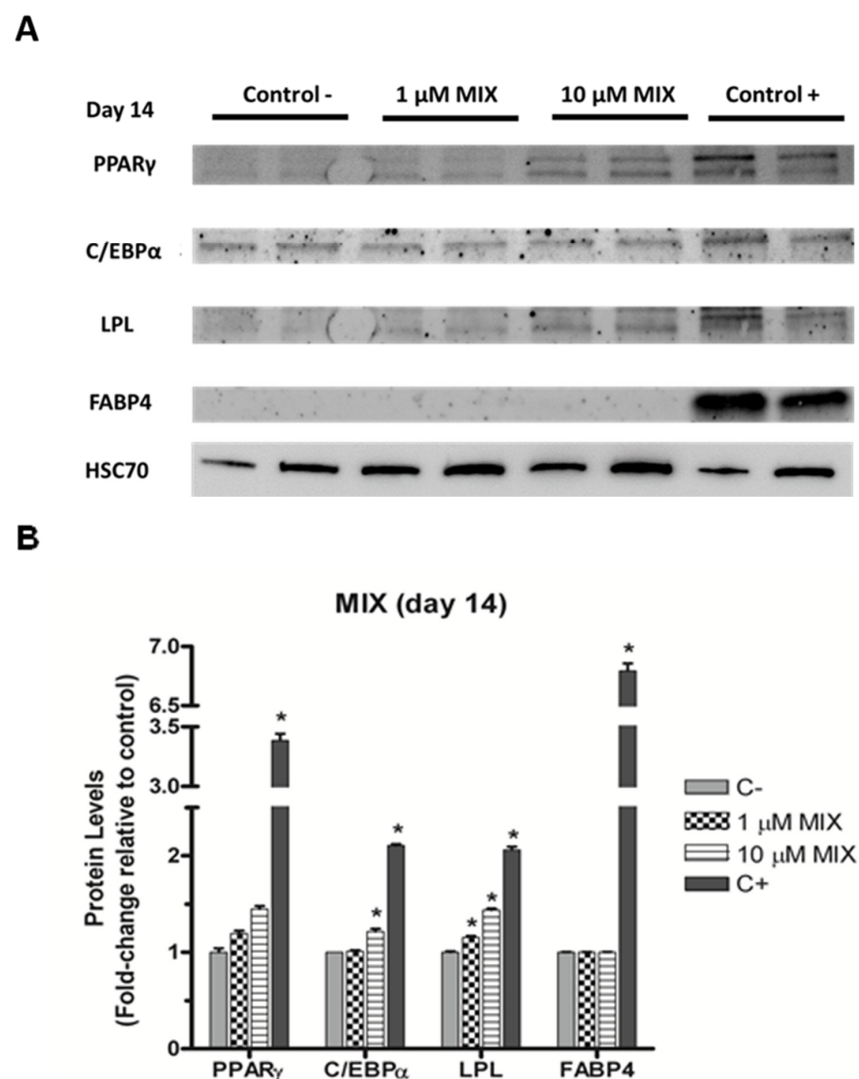 A
Day 14
Control - 1 µM MIX 10 µM MIX Control +
PPARγ
C/EBPα
LPL
FABP4
HSC70
B
MIX (day 14)
Protein Levels
(Fold-change relative to control)
7.0
6.5
3.5
3.0
2
1
0
*
*
*
*
*
*
*
PPARγ C/EBPα LPL FABP4
C-
1 µM MIX
10 µM MIX
C+